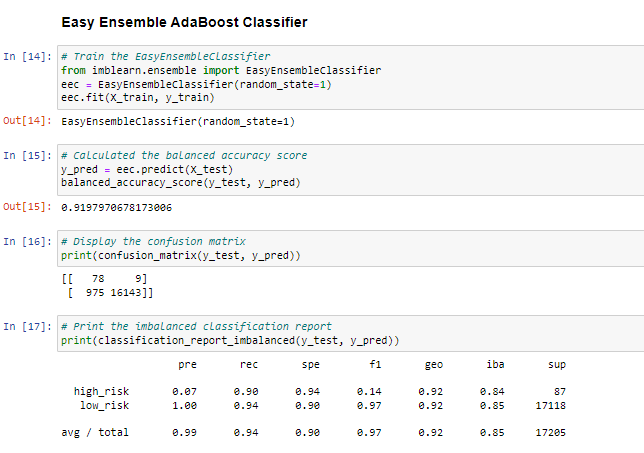 Easy Ensemble AdaBoost Classifier
In [14]: # Train the EasyEnsembleClassifier
from imblearn.ensemble import EasyEnsembleClassifier
eec = EasyEnsembleClassifier(random_state=1)
eec.fit(X_train, y_train)
Out[14]: EasyEnsembleClassifier(random_state=1)
In [15]: # Calculated the balanced accuracy score
y_pred = eec.predict(X_test)
balanced_accuracy_score(y_test, y_pred)
Out[15]: 0.9197970678173006
In [16]: # Display the confusion matrix
print(confusion_matrix(y_test, y_pred))
[[ 78 9]
[ 975 16143]]
In [17]: # Print the imbalanced classification report
print(classification_report_imbalanced(y_test, y_pred))
pre rec spe f1 geo iba sup
high_risk 0.07 0.90 0.94 0.14 0.92 0.84 87
low_risk 1.00 0.94 0.90 0.97 0.92 0.85 17118
avg / total 0.99 0.94 0.90 0.97 0.92 0.85 17205